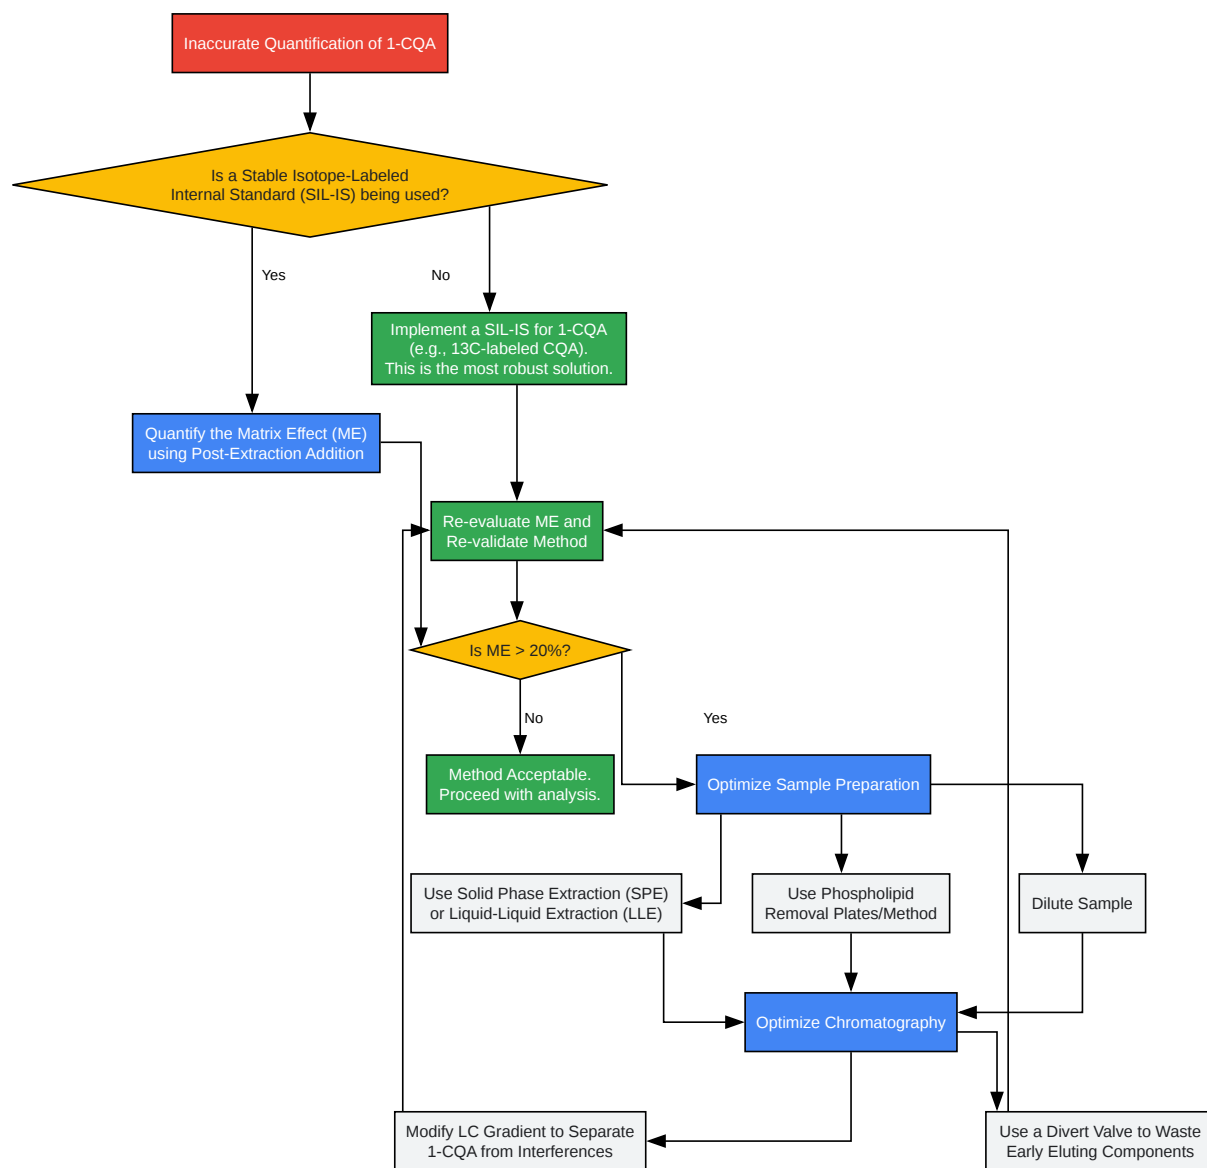 Inaccurate Quantification of 1-CQA
Is a Stable Isotope-Labeled
Internal Standard (SIL-IS) being used?
Yes
No
Implement a SIL-IS for 1-CQA
(e.g., 13C-labeled CQA).
This is the most robust solution.
Quantify the Matrix Effect (ME)
using Post-Extraction Addition
Re-evaluate ME and
Re-validate Method
Is ME > 20%?
No
Yes
Method Acceptable.
Proceed with analysis.
Optimize Sample Preparation
Use Solid Phase Extraction (SPE)
or Liquid-Liquid Extraction (LLE)
Use Phospholipid
Removal Plates/Method
Dilute Sample
Optimize Chromatography
Modify LC Gradient to Separate
1-CQA from Interferences
Use a Divert Valve to Waste
Early Eluting Components